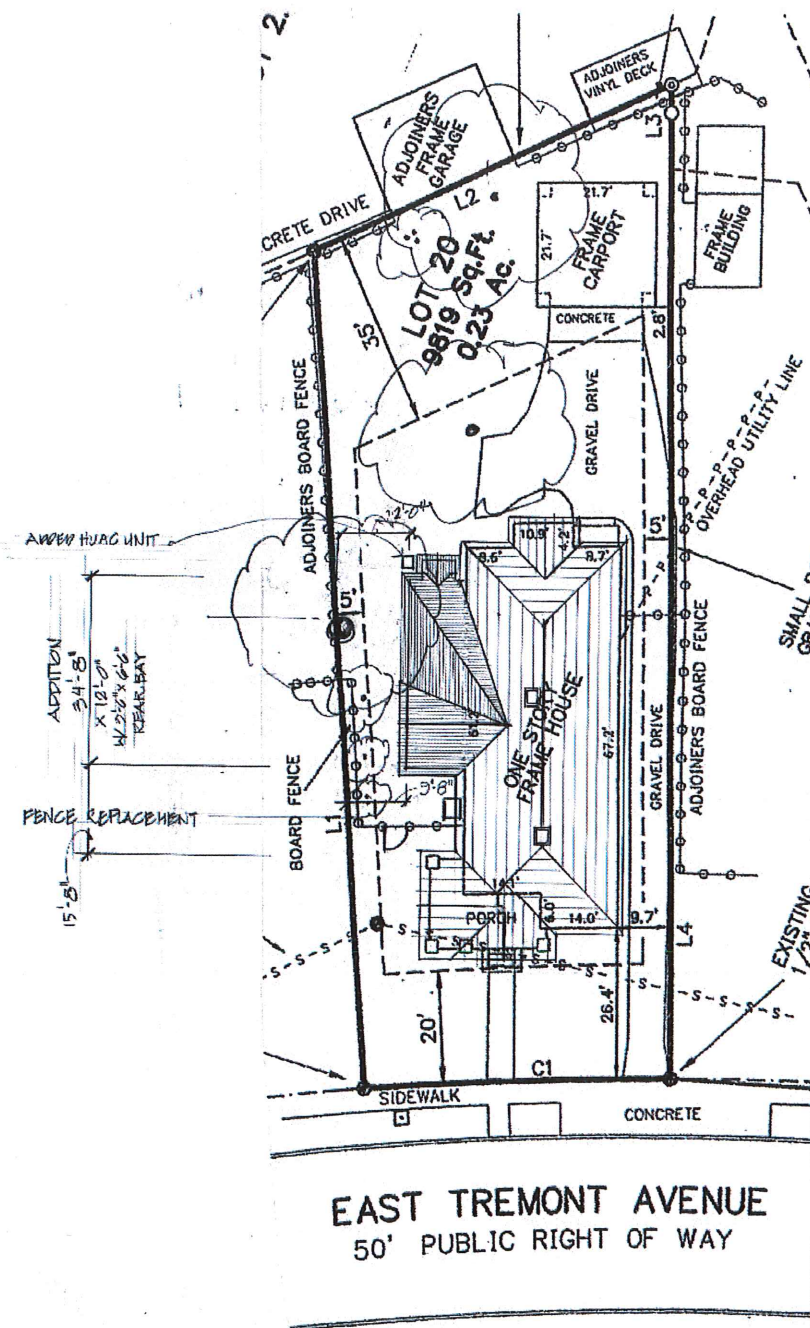 2.
ADJOINERS
VINYL DECK
ADJOINERS
FRAME
GARAGE
L3
CRETE DRIVE
L2
21.7'
21.7'
FRAME
CARPORT
FRAME
BUILDING
LOT 20
9819 Sq.Ft.
0.23 Ac.
35'
CONCRETE
2.8'
ADJOINERS BOARD FENCE
GRAVEL DRIVE
P-P-P-P-P-P-
OVERHEAD UTILITY LINE
12'-0"
5'
ADDED HVAC UNIT
10.9'
4.2'
8.6'
8.7'
5'
P-P
SMALL
ADDITION
34'-8"
X 12'-0"
W/ 2'6" X 6'-6"
REAR BAY
ONE STORY
FRAME HOUSE
67.2'
GRAVEL DRIVE
ADJOINERS BOARD FENCE
9'-8"
FENCE REPLACEMENT
BOARD FENCE
L1
15'-8"
14.1'
PORCH
6.0'
14.0'
9.7'
L4
EXISTING
S-S-S
S-S-S
20'
26.4'
C1
SIDEWALK
CONCRETE
EAST TREMONT AVENUE
50' PUBLIC RIGHT OF WAY